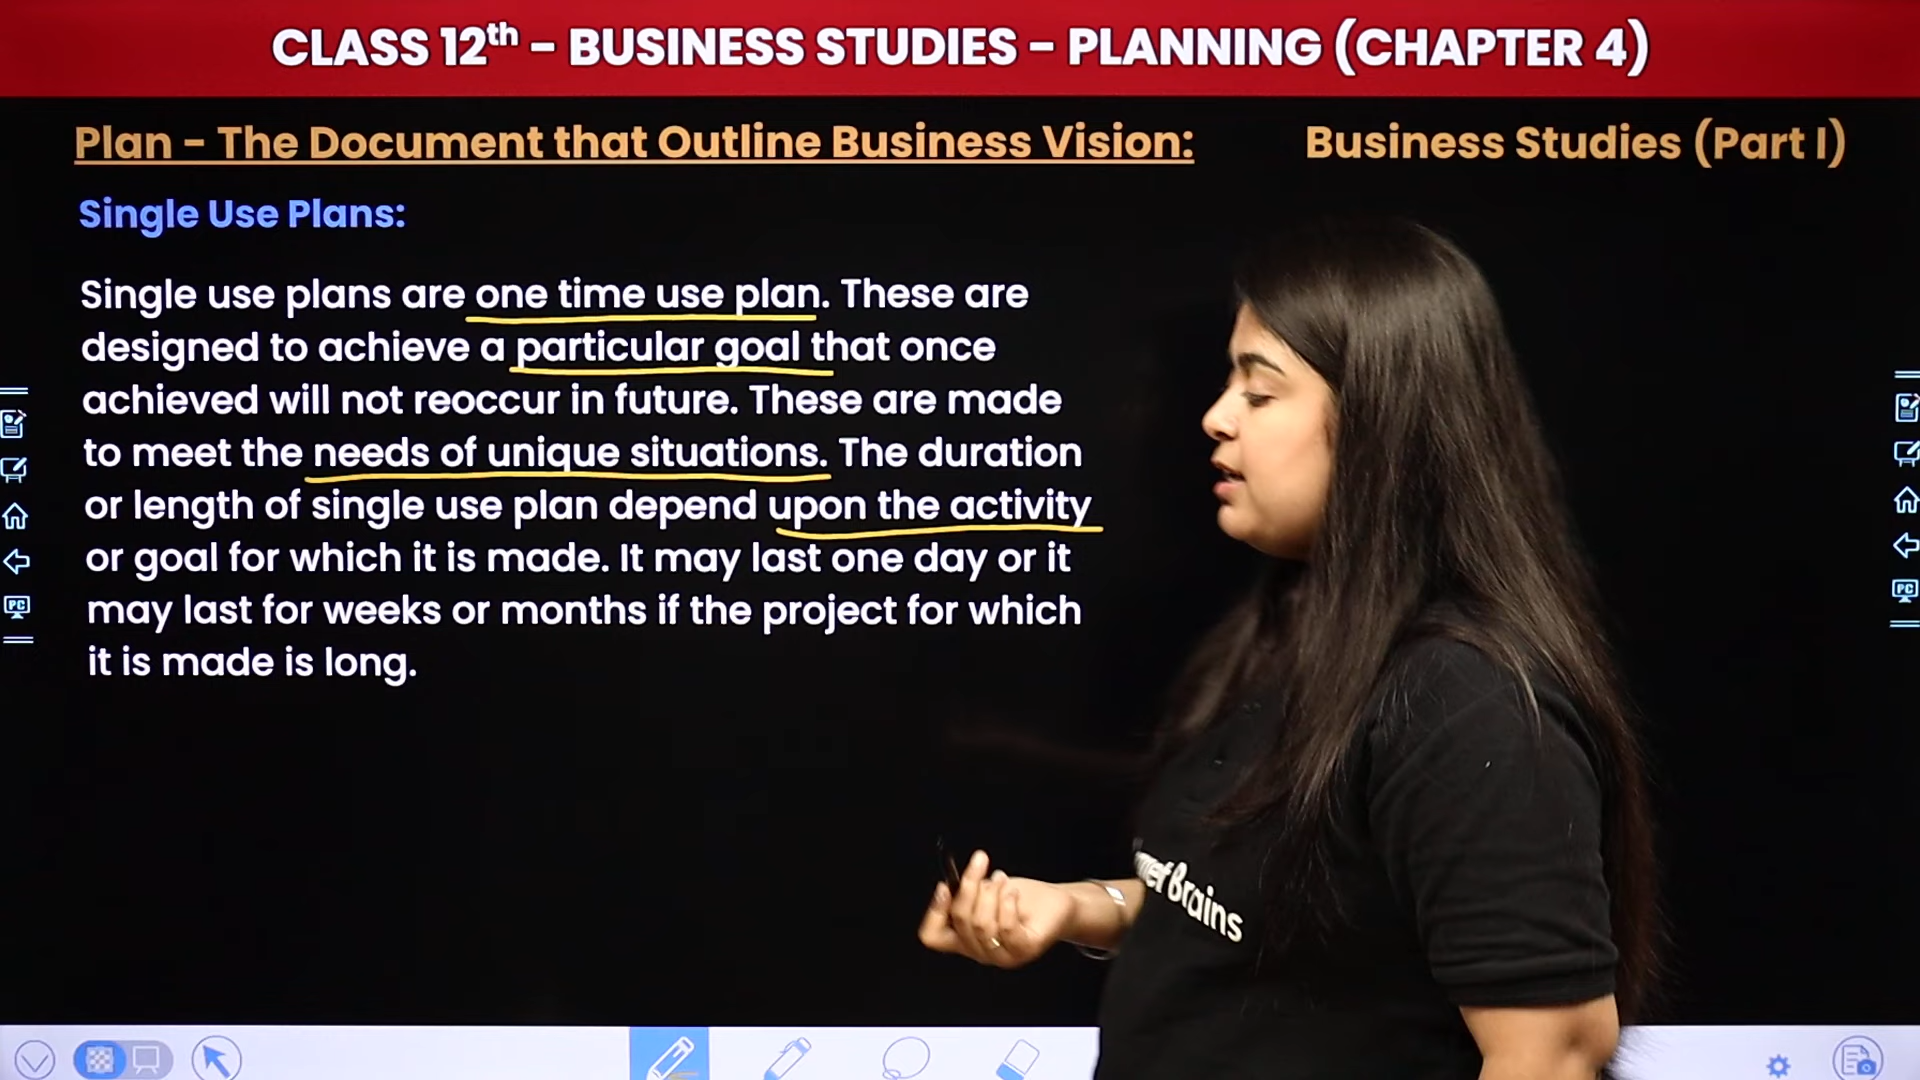 CLASS 12th - BUSINESS STUDIES - PLANNING (CHAPTER 4)
Plan - The Document that Outline Business Vision:
Business Studies (Part I)
Single Use Plans:
Single use plans are one time use plan. These are
designed to achieve a particular goal that once
achieved will not reoccur in future. These are made
to meet the needs of unique situations. The duration
or length of single use plan depend upon the activity
or goal for which it is made. It may last one day or it
may last for weeks or months if the project for which
it is made is long.
PC
PC
Brains